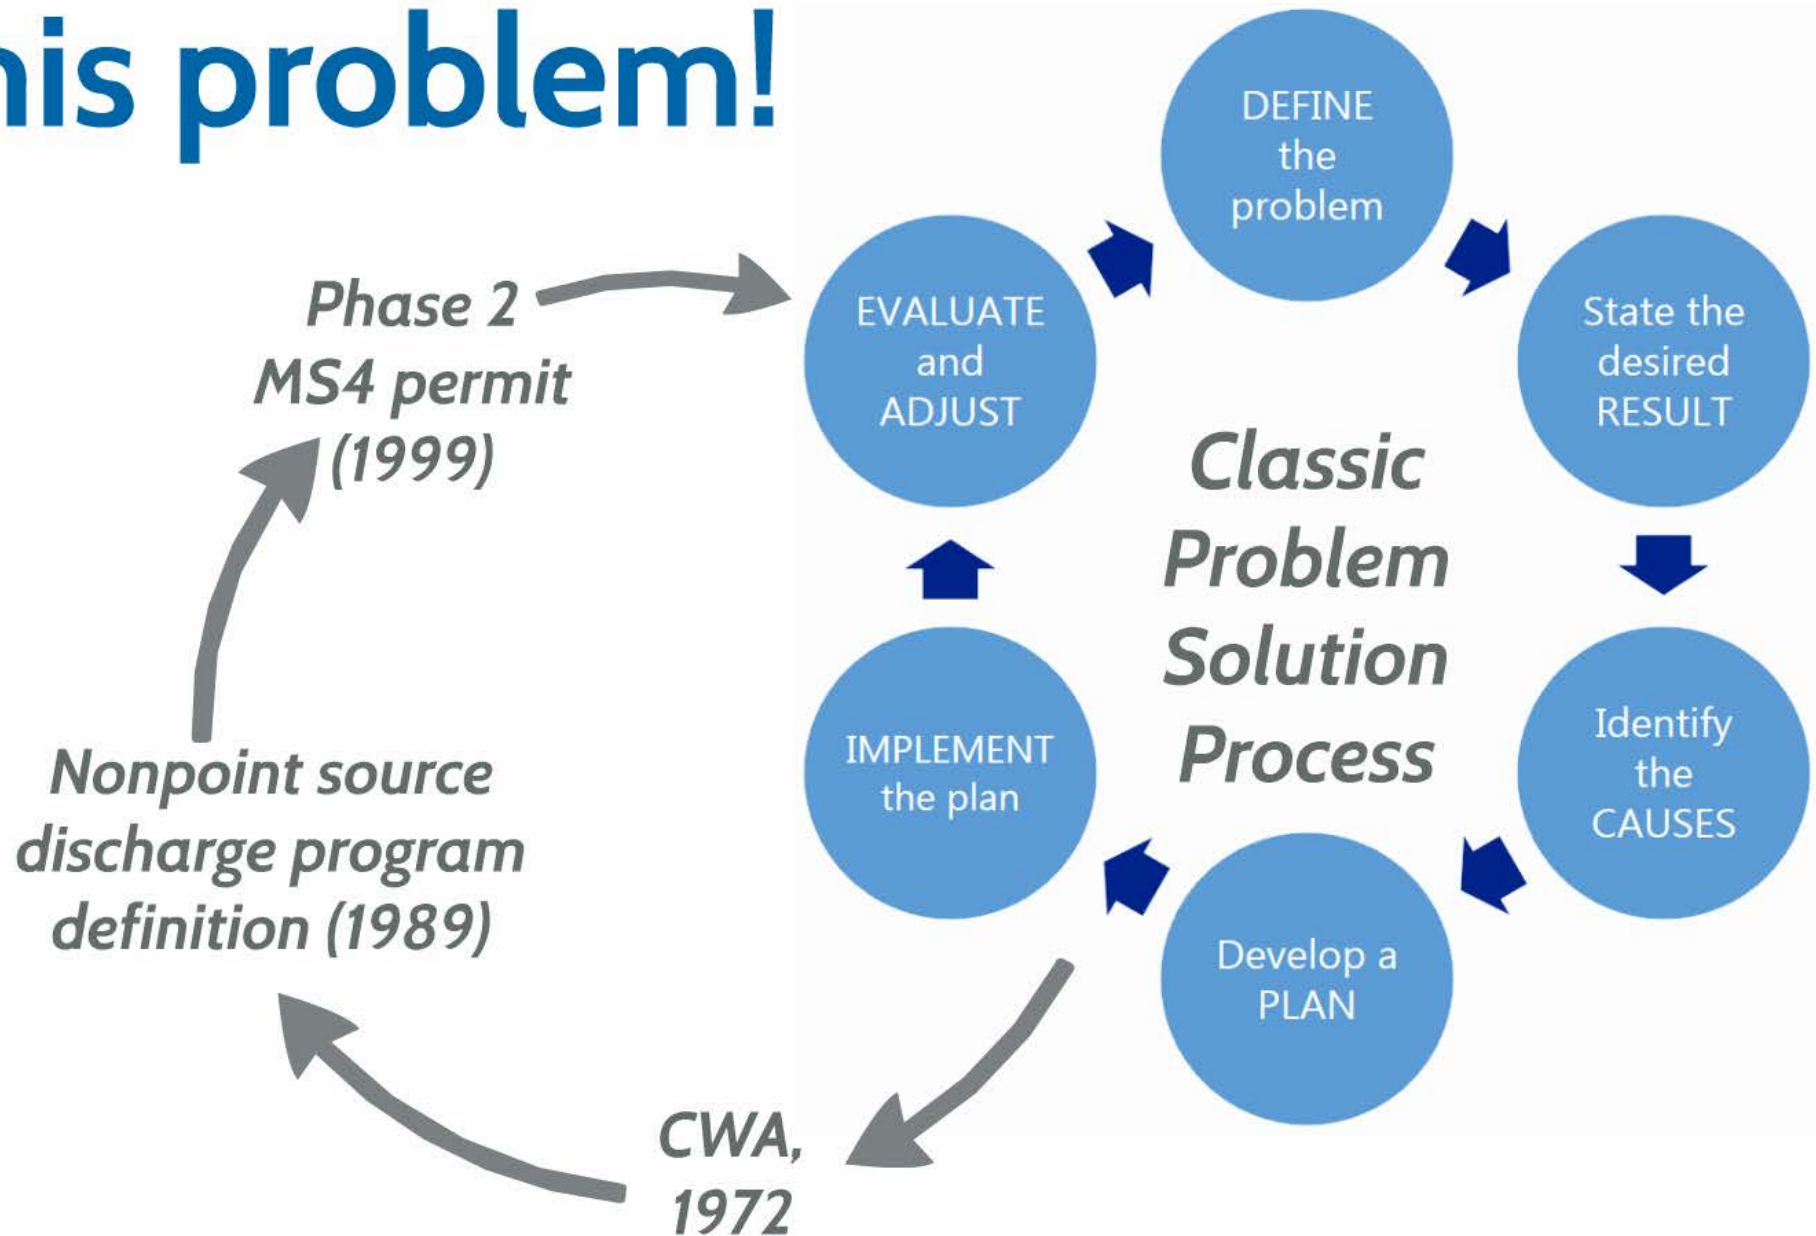 his problem!
DEFINE
the
problem
State the
desired
RESULT
Identify
the
CAUSES
Develop a
PLAN
IMPLEMENT
the plan
EVALUATE
and
ADJUST
Classic
Problem
Solution
Process
CWA,
1972
Nonpoint source
discharge program
definition (1989)
Phase 2
MS4 permit
(1999)